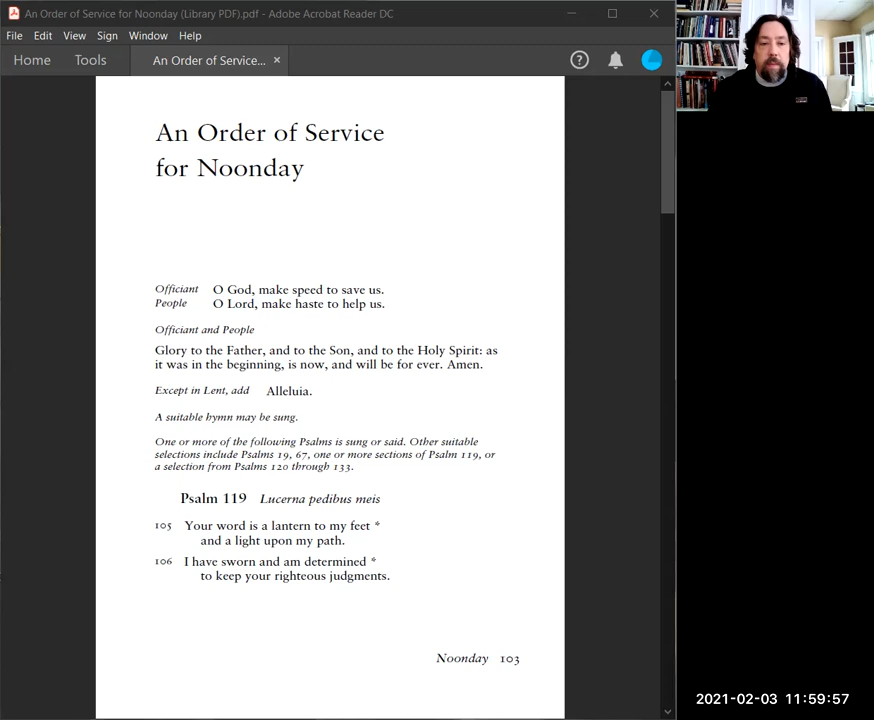 An Order of Service for Noonday (Library PDF).pdf - Adobe Acrobat Reader DC
File Edit View Sign Window Help
Home Tools An Order of Service... ×
An Order of Service
for Noonday
Officiant O God, make speed to save us.
People O Lord, make haste to help us.
Officiant and People
Glory to the Father, and to the Son, and to the Holy Spirit: as
it was in the beginning, is now, and will be for ever. Amen.
Except in Lent, add Alleluia.
A suitable hymn may be sung.
One or more of the following Psalms is sung or said. Other suitable
selections include Psalms 19, 67, one or more sections of Psalm 119, or
a selection from Psalms 120 through 133.
Psalm 119 Lucerna pedibus meis
105 Your word is a lantern to my feet *
and a light upon my path.
106 I have sworn and am determined *
to keep your righteous judgments.
Noonday 103
2021-02-03 11:59:57